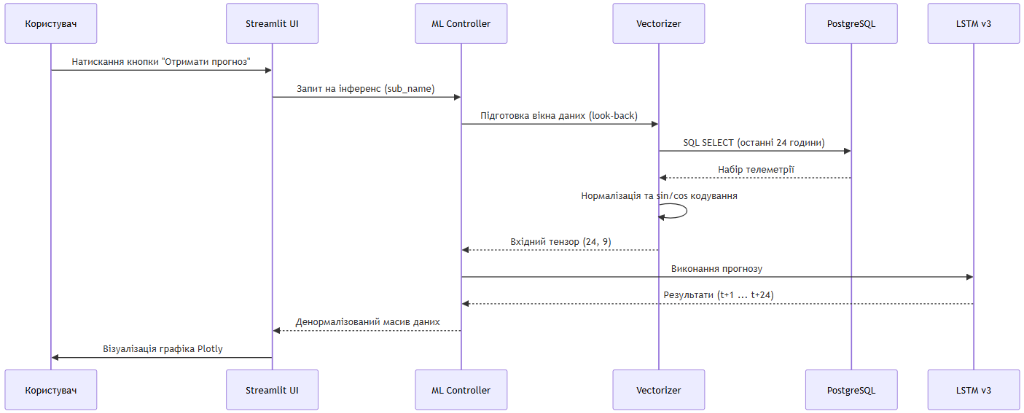 Користувач
Streamlit UI
ML Controller
Vectorizer
PostgreSQL
LSTM v3
Натискання кнопки "Отримати прогноз"
Запит на інференс (sub_name)
Підготовка вікна даних (look-back)
SQL SELECT (останні 24 години)
Набір телеметрії
Нормалізація та sin/cos кодування
Вхідний тензор (24, 9)
Виконання прогнозу
Результати (t+1 ... t+24)
Денормалізований масив даних
Візуалізація графіка Plotly
Користувач
Streamlit UI
ML Controller
Vectorizer
PostgreSQL
LSTM v3